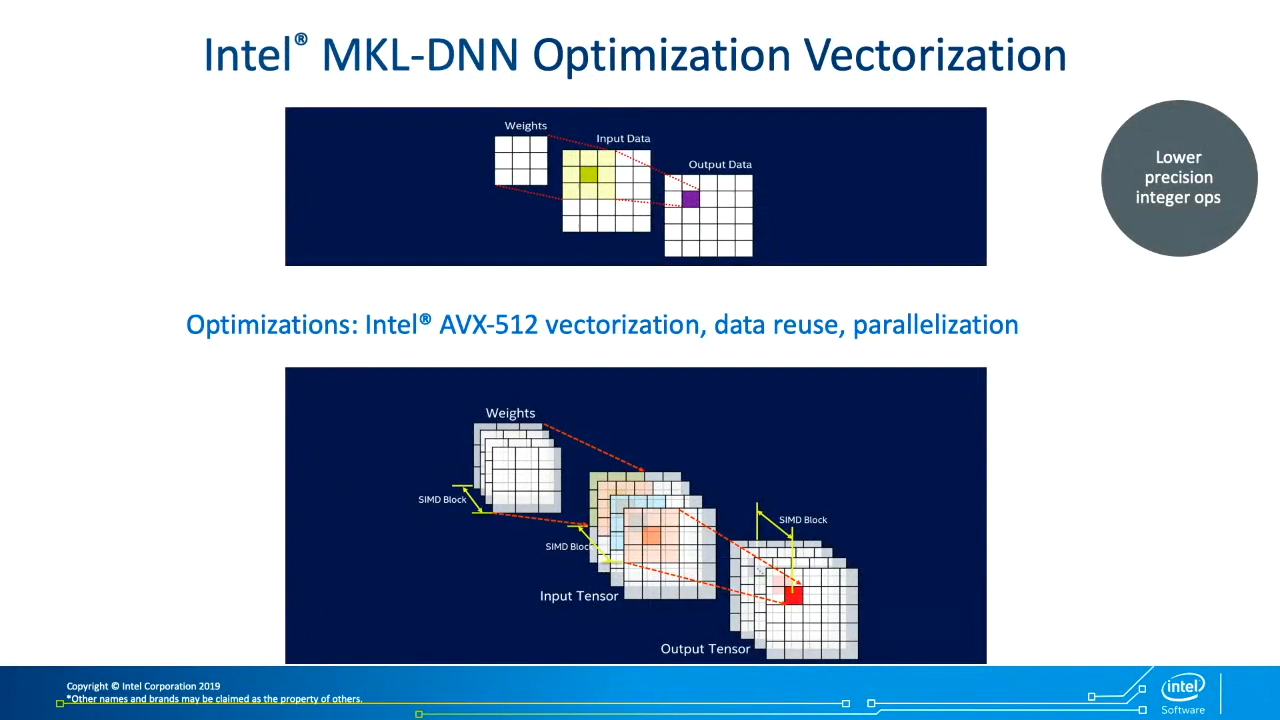 Intel® MKL-DNN Optimization Vectorization
Weights
Input Data
Output Data
Lower
precision
integer ops
Optimizations: Intel® AVX-512 vectorization, data reuse, parallelization
Weights
SIMD Block
SIMD Block
SIMD Block
Input Tensor
Output Tensor
Copyright © Intel Corporation 2019
*Other names and brands may be claimed as the property of others.
intel
Software